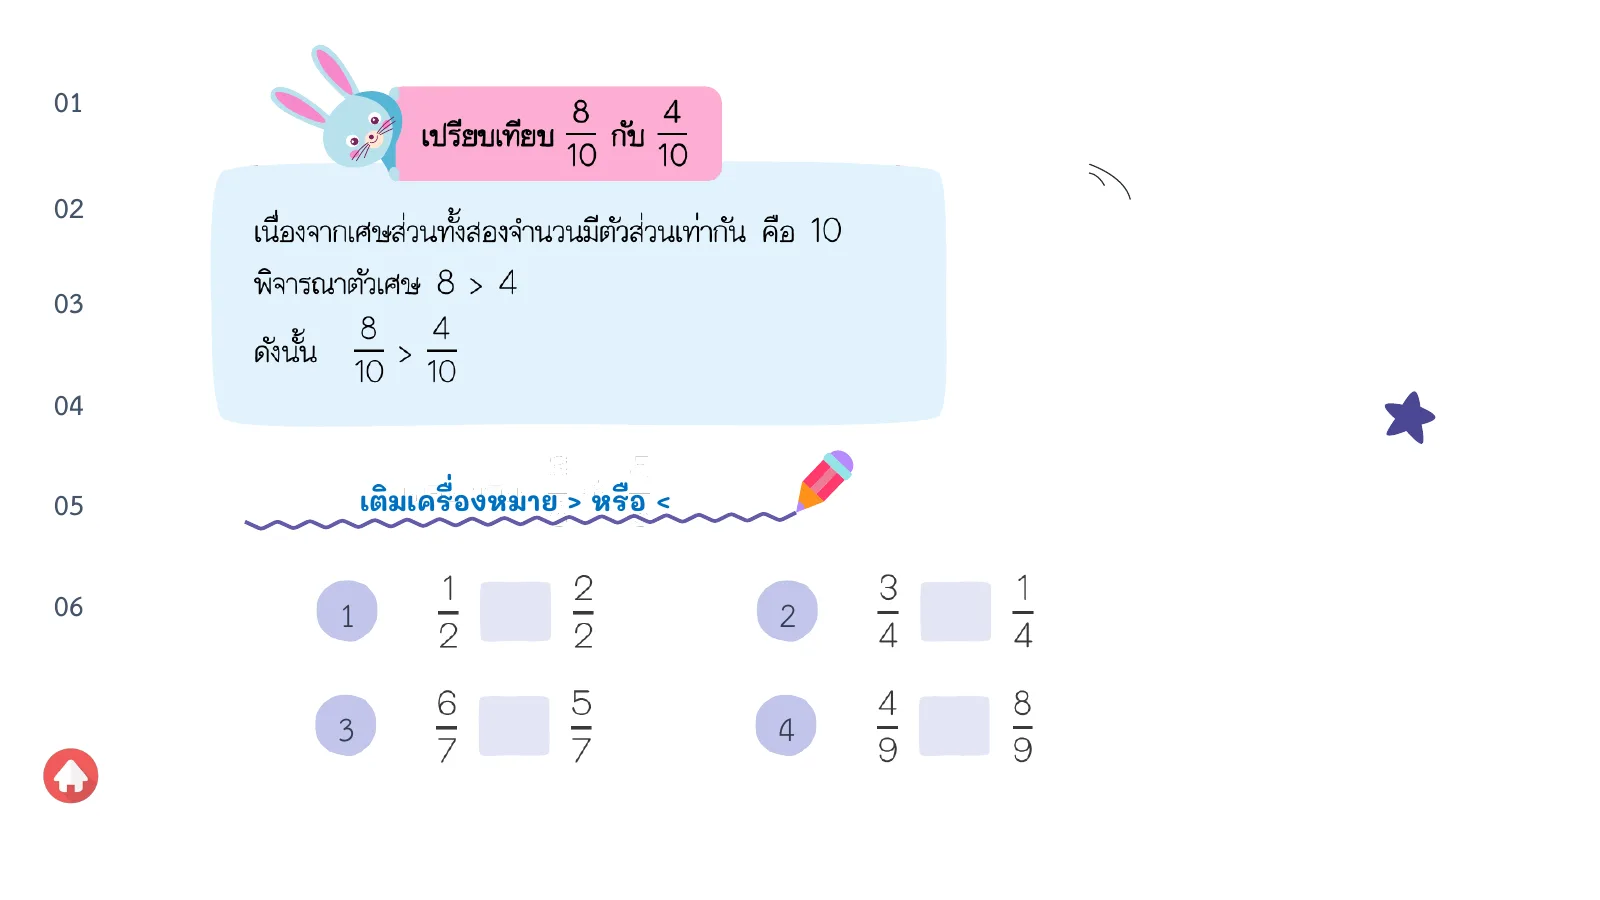 01
02
03
04
05
06
เปรียบเทียบ 8/10 กับ 4/10
เนื่องจากเศษส่วนทั้งสองจำนวนมีตัวส่วนเท่ากัน คือ 10
พิจารณาตัวเศษ 8 > 4
ดังนั้น 8/10 > 4/10
เติมเครื่องหมาย > หรือ <
1 1/2 2/2
2 3/4 1/4
3 6/7 5/7
4 4/9 8/9